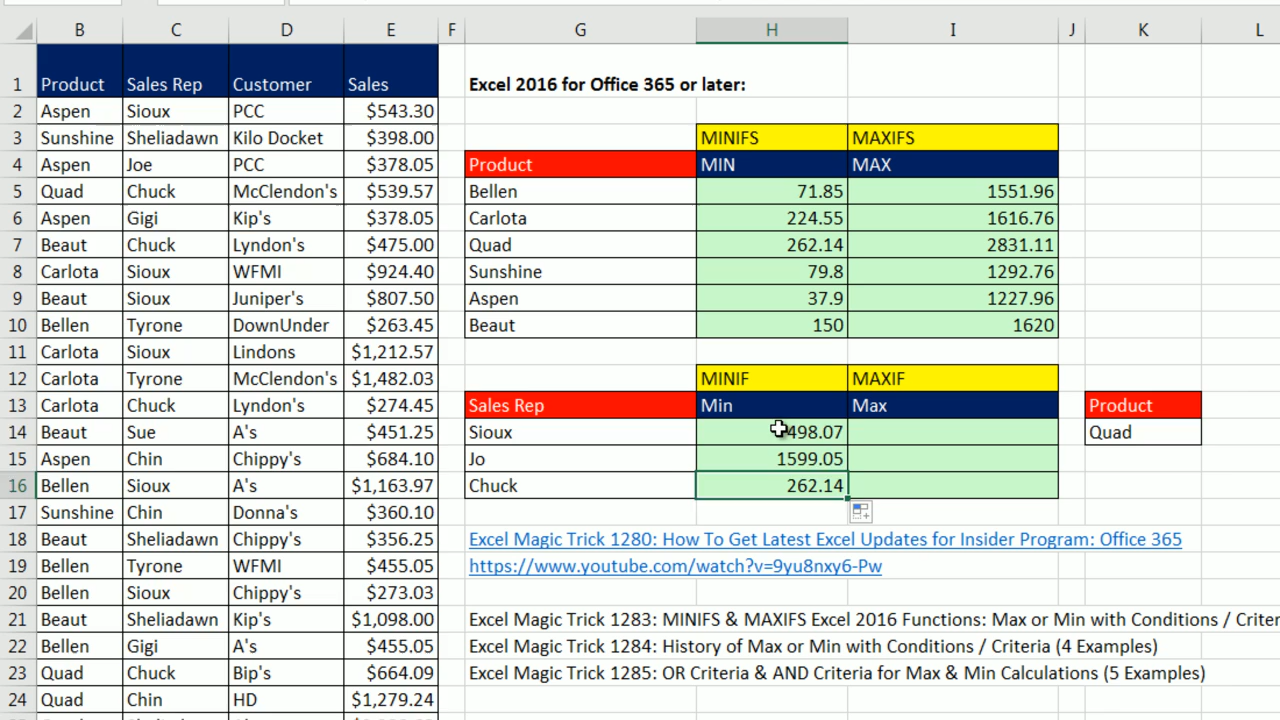 B C D E F G H I J K L
1 Product Sales Rep Customer Sales Excel 2016 for Office 365 or later:
2 Aspen Sioux PCC $543.30
3 Sunshine Sheliadawn Kilo Docket $398.00 MINIFS MAXIFS
4 Aspen Joe PCC $378.05 Product MIN MAX
5 Quad Chuck McClendon's $539.57 Bellen 71.85 1551.96
6 Aspen Gigi Kip's $378.05 Carlota 224.55 1616.76
7 Beaut Chuck Lyndon's $475.00 Quad 262.14 2831.11
8 Carlota Sioux WFMI $924.40 Sunshine 79.8 1292.76
9 Beaut Sioux Juniper's $807.50 Aspen 37.9 1227.96
10 Bellen Tyrone DownUnder $263.45 Beaut 150 1620
11 Carlota Sioux Lindons $1,212.57
12 Carlota Tyrone McClendon's $1,482.03 MINIF MAXIF
13 Carlota Chuck Lyndon's $274.45 Sales Rep Min Max Product
14 Beaut Sue A's $451.25 Sioux 498.07 Quad
15 Aspen Chin Chippy's $684.10 Jo 1599.05
16 Bellen Sioux A's $1,163.97 Chuck 262.14
17 Sunshine Chin Donna's $360.10
18 Beaut Sheliadawn Chippy's $356.25 Excel Magic Trick 1280: How To Get Latest Excel Updates for Insider Program: Office 365
19 Bellen Tyrone WFMI $455.05 https://www.youtube.com/watch?v=9yu8nxy6-Pw
20 Bellen Sioux Chippy's $273.03
21 Beaut Sheliadawn Kip's $1,098.00 Excel Magic Trick 1283: MINIFS & MAXIFS Excel 2016 Functions: Max or Min with Conditions / Criter
22 Bellen Gigi A's $455.05 Excel Magic Trick 1284: History of Max or Min with Conditions / Criteria (4 Examples)
23 Quad Chuck Bip's $664.09 Excel Magic Trick 1285: OR Criteria & AND Criteria for Max & Min Calculations (5 Examples)
24 Quad Chin HD $1,279.24